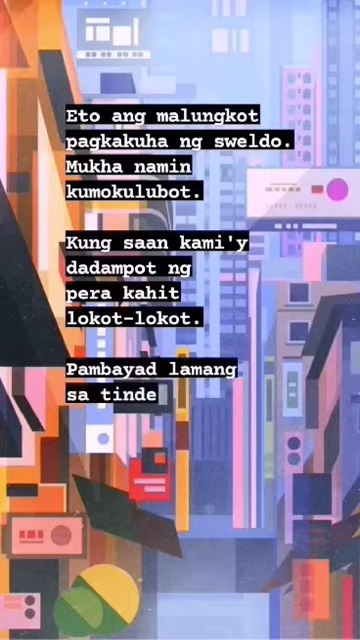 Eto ang malungkot
pagkakuha ng sweldo.
Mukha namin
kumokulubot.
Kung saan kami'y
dadampot ng
pera kahit
lokot-lokot.
Pambayad lamang
sa tinde